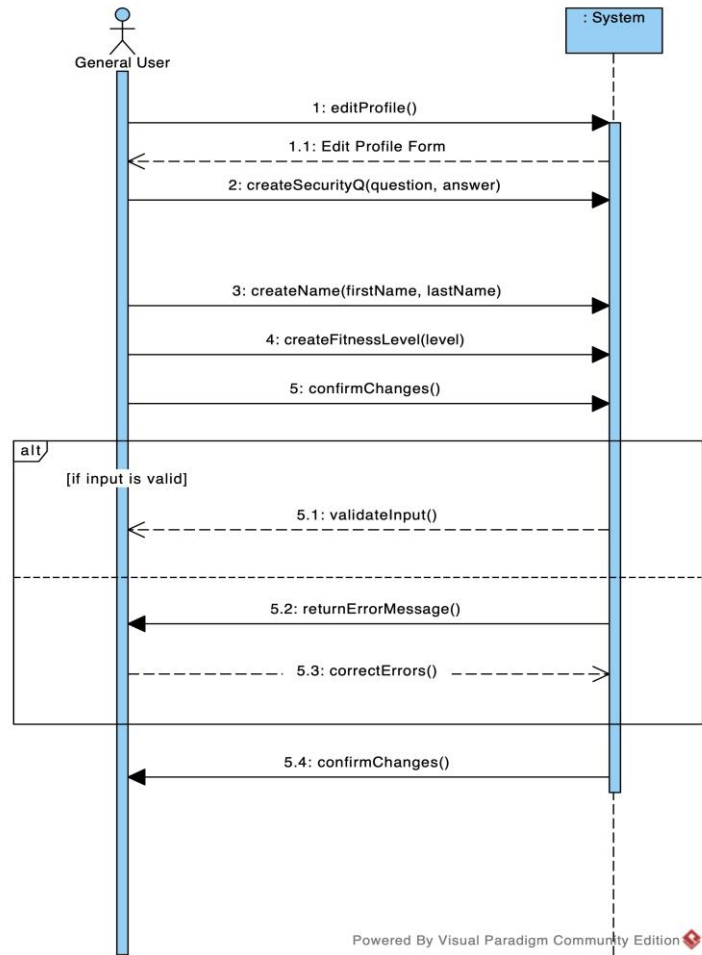 : System
General User
1: editProfile()
1.1: Edit Profile Form
2: createSecurityQ(question, answer)
3: createName(firstName, lastName)
4: createFitnessLevel(level)
5: confirmChanges()
alt
[if input is valid]
5.1: validateInput()
5.2: returnErrorMessage()
5.3: correctErrors()
5.4: confirmChanges()
Powered By Visual Paradigm Community Edition